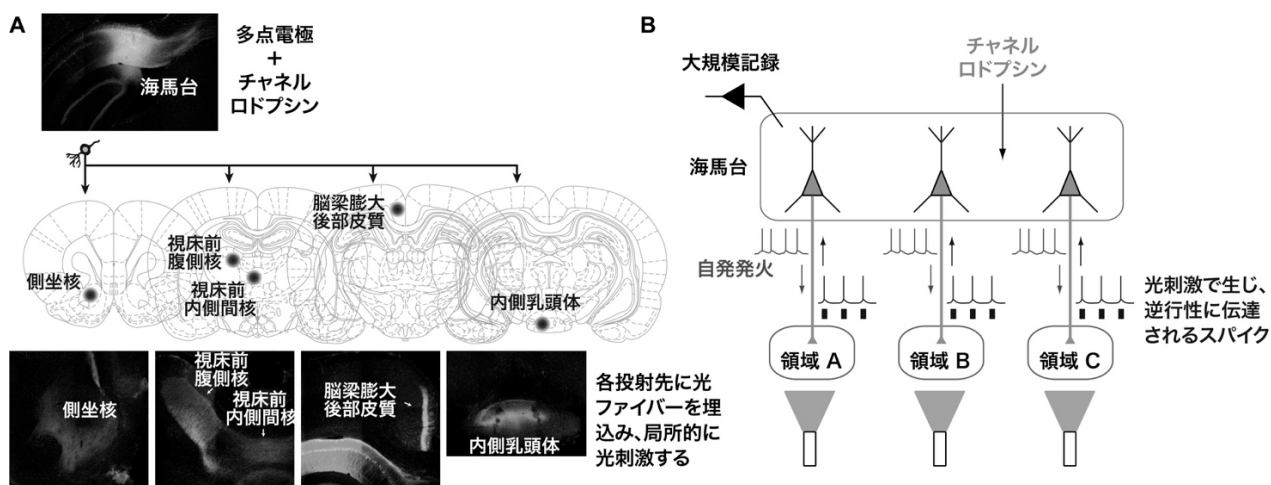 A
海馬台
多点電極
+
チャネル
ロドプシン
側坐核
視床前
腹側核
視床前
内側間核
脳梁膨大
後部皮質
内側乳頭体
側坐核
視床前
腹側核
視床前
内側間核
脳梁膨大
後部皮質
内側乳頭体
各投射先に光
ファイバーを埋
込み、局所的に
光刺激する
B
大規模記録
チャネル
ロドプシン
海馬台
自発発火
光刺激で生じ、
逆行性に伝達
されるスパイク
領域 A
領域 B
領域 C